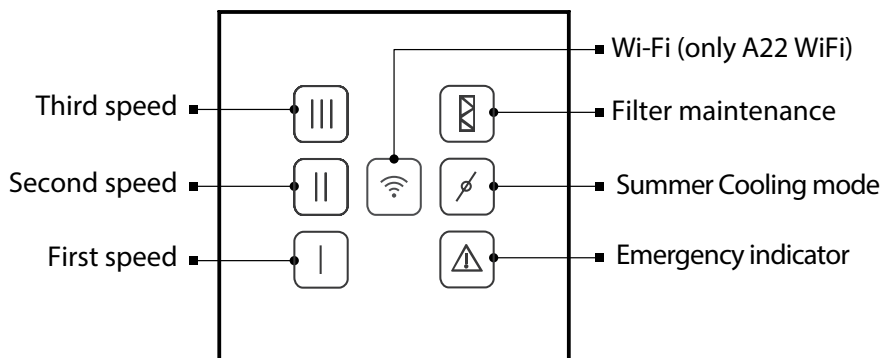 Wi-Fi (only A22 WiFi)
Third speed
Filter maintenance
Second speed
Summer Cooling mode
First speed
Emergency indicator